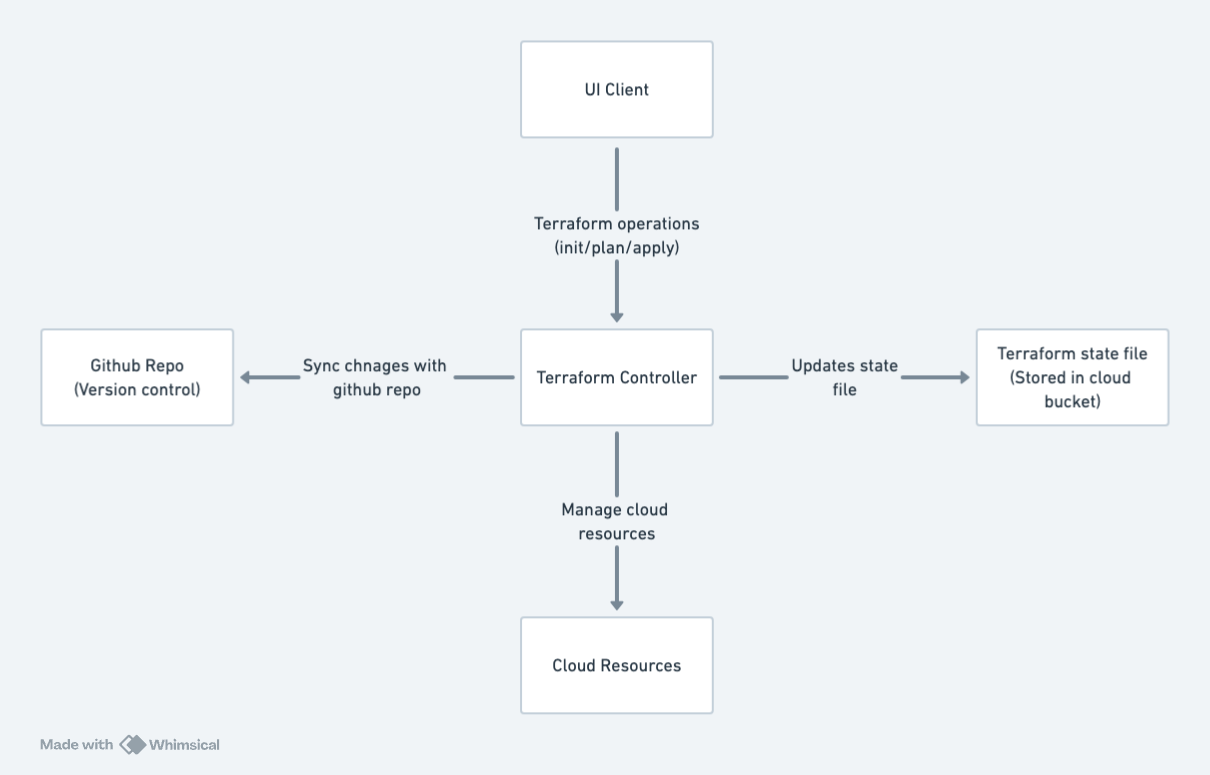 UI Client
Terraform operations
(init/plan/apply)
Github Repo
(Version control)
Sync chnages with
github repo
Terraform Controller
Updates state
file
Terraform state file
(Stored in cloud
bucket)
Manage cloud
resources
Cloud Resources
Made with Whimsical